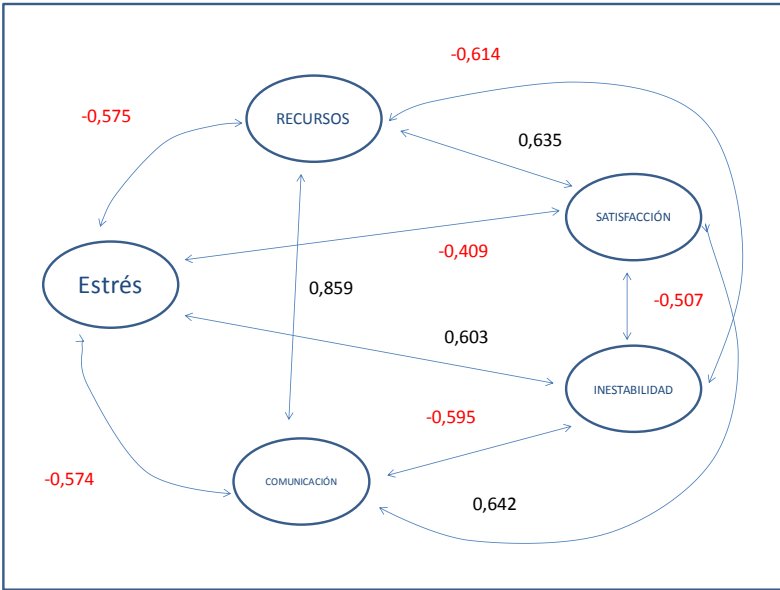 -0,614
-0,575
RECURSOS
0,635
SATISFACCIÓN
-0,409
Estrés
0,859
-0,507
0,603
INESTABILIDAD
-0,595
-0,574
COMUNICACIÓN
0,642